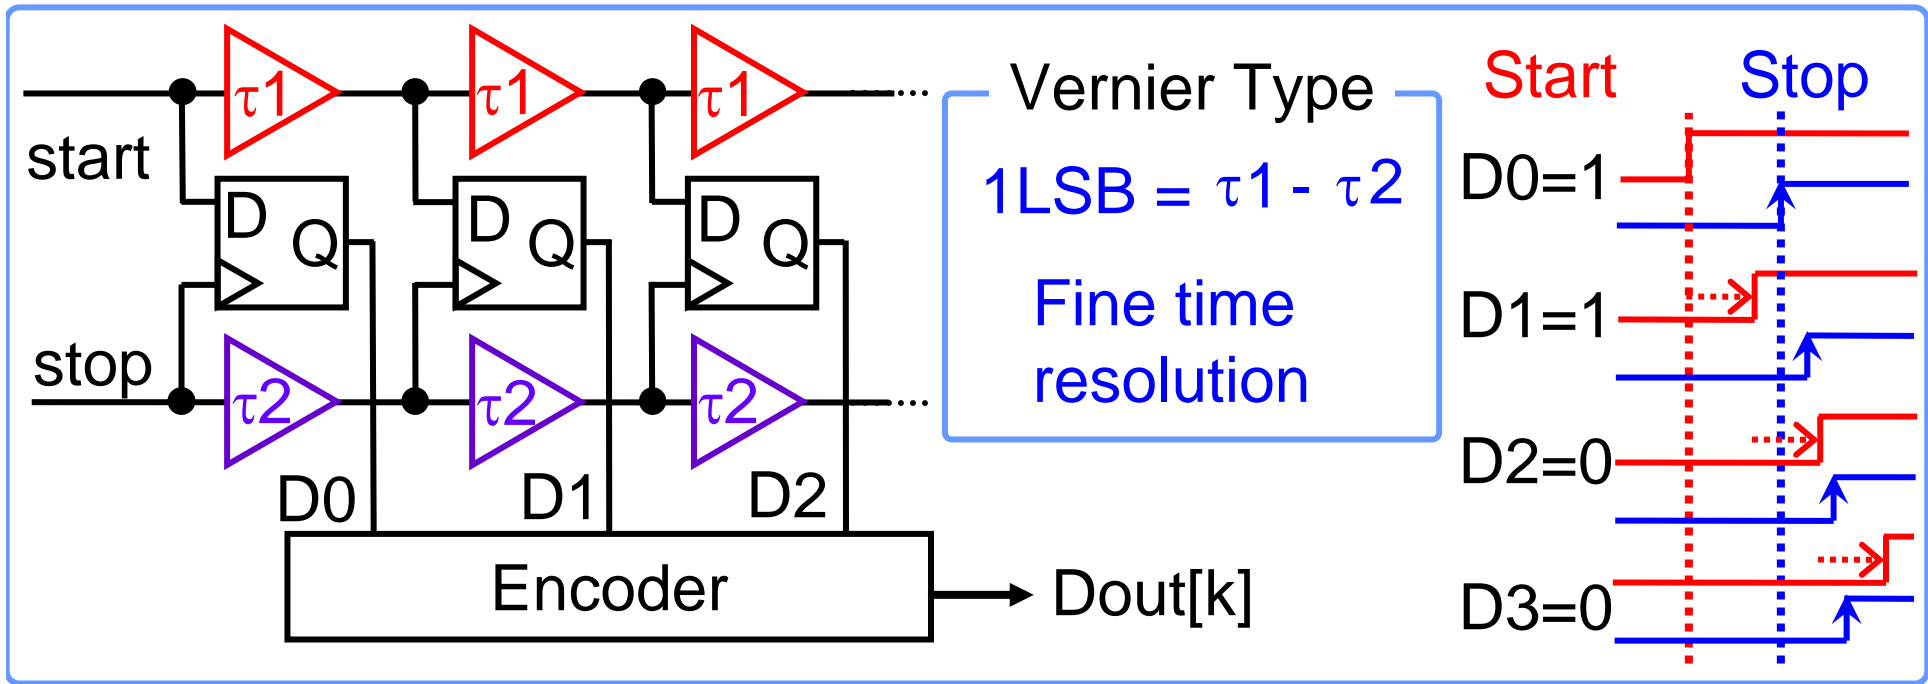 τ1 τ1 τ1
start
D Q D Q D Q
stop
τ2 τ2 τ2
D0 D1 D2
Encoder
Dout[k]
Vernier Type
1LSB = τ1 - τ2
Fine time
resolution
Start Stop
D0=1
D1=1
D2=0
D3=0